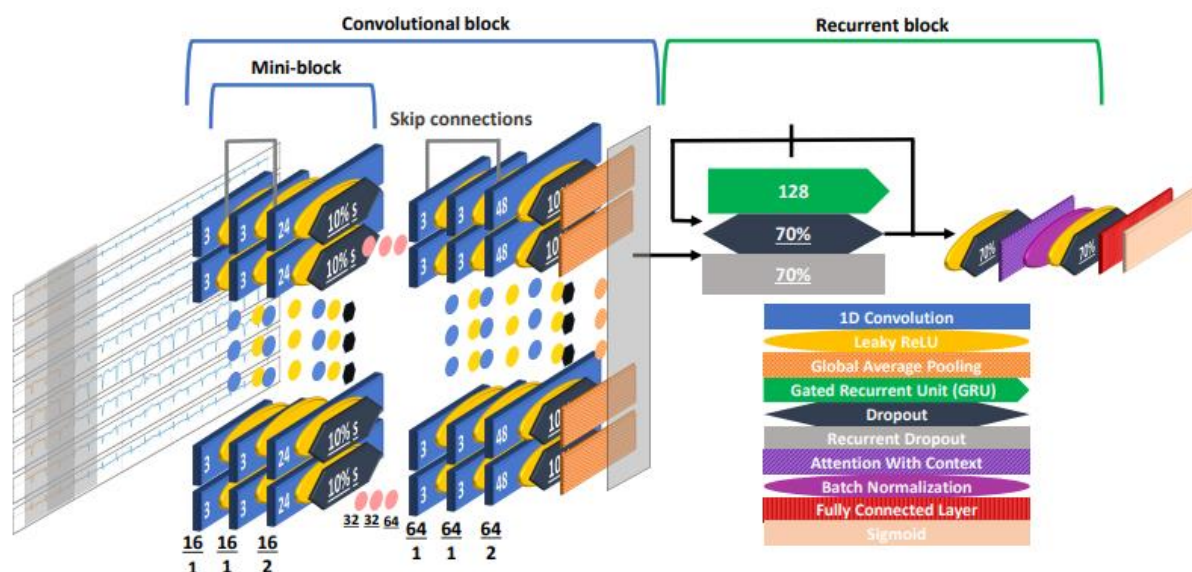 Convolutional block
Recurrent block
Mini-block
Skip connections
3 3 24 10% s
3 3 24 10% s
3 3 48 10
3 3 48 10
128
70%
70%
70%
70%
1D Convolution
Leaky ReLU
Global Average Pooling
Gated Recurrent Unit (GRU)
Dropout
Recurrent Dropout
Attention With Context
Batch Normalization
Fully Connected Layer
Sigmoid
3 3 24 10% s
3 3 24 10% s
3 3 48 10
3 3 48 10
32 32 64
16 16 16 64 64 64
1 1 2 1 1 2